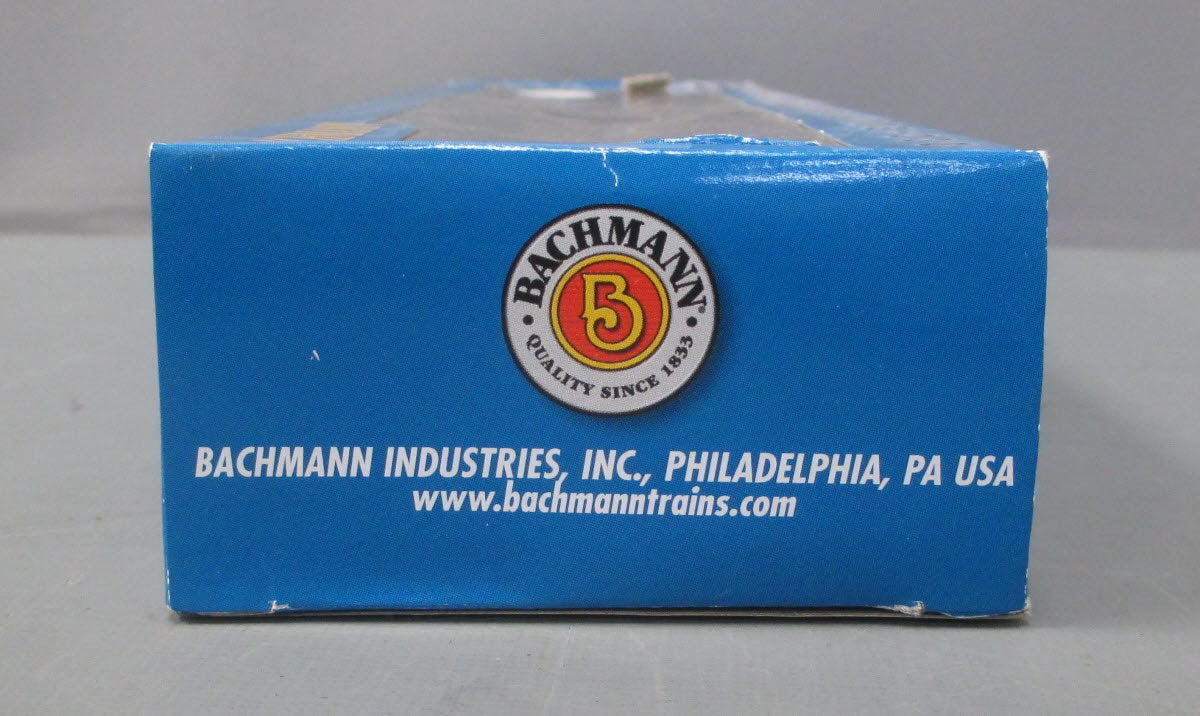 BACHMANN®
B
• QUALITY SINCE 1833 •
BACHMANN INDUSTRIES, INC., PHILADELPHIA, PA USA
www.bachmanntrains.com